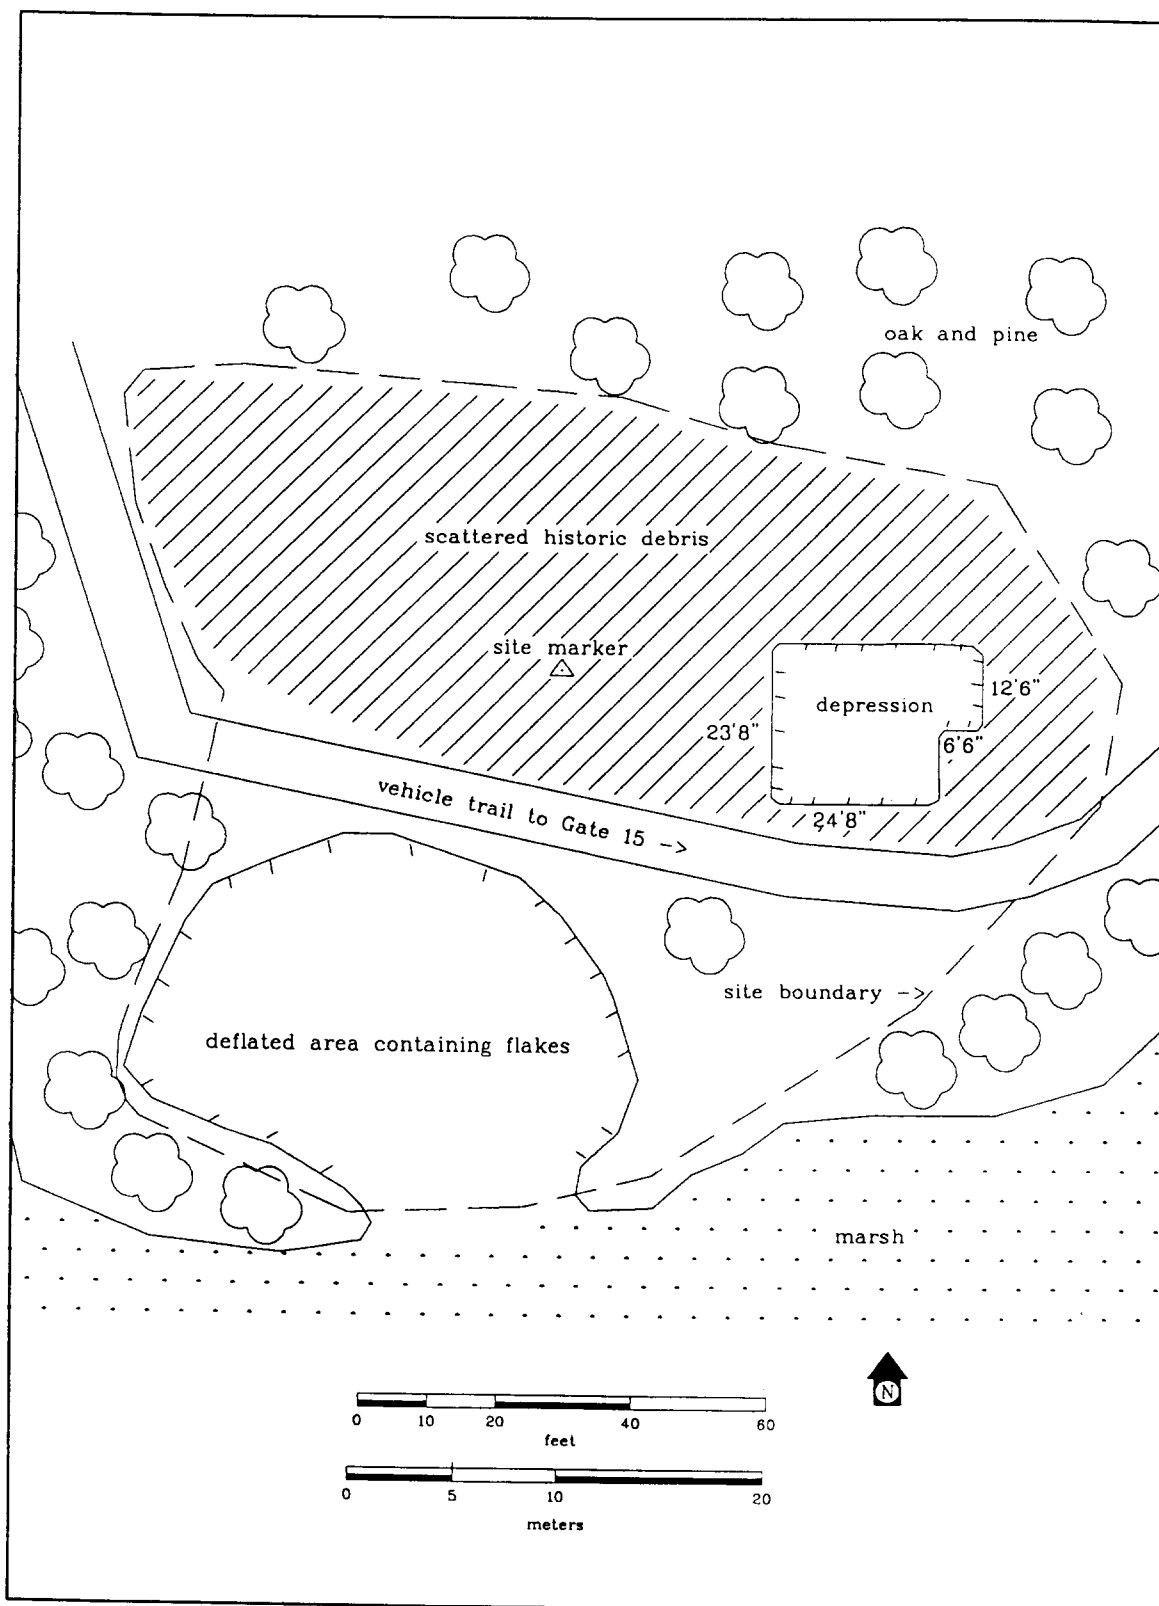 oak and pine
scattered historic debris
site marker
depression
12'6"
23'8"
6'6"
24'8"
vehicle trail to Gate 15 ->
site boundary ->
deflated area containing flakes
marsh
N
0 10 20 40 60
feet
0 5 10 20
meters